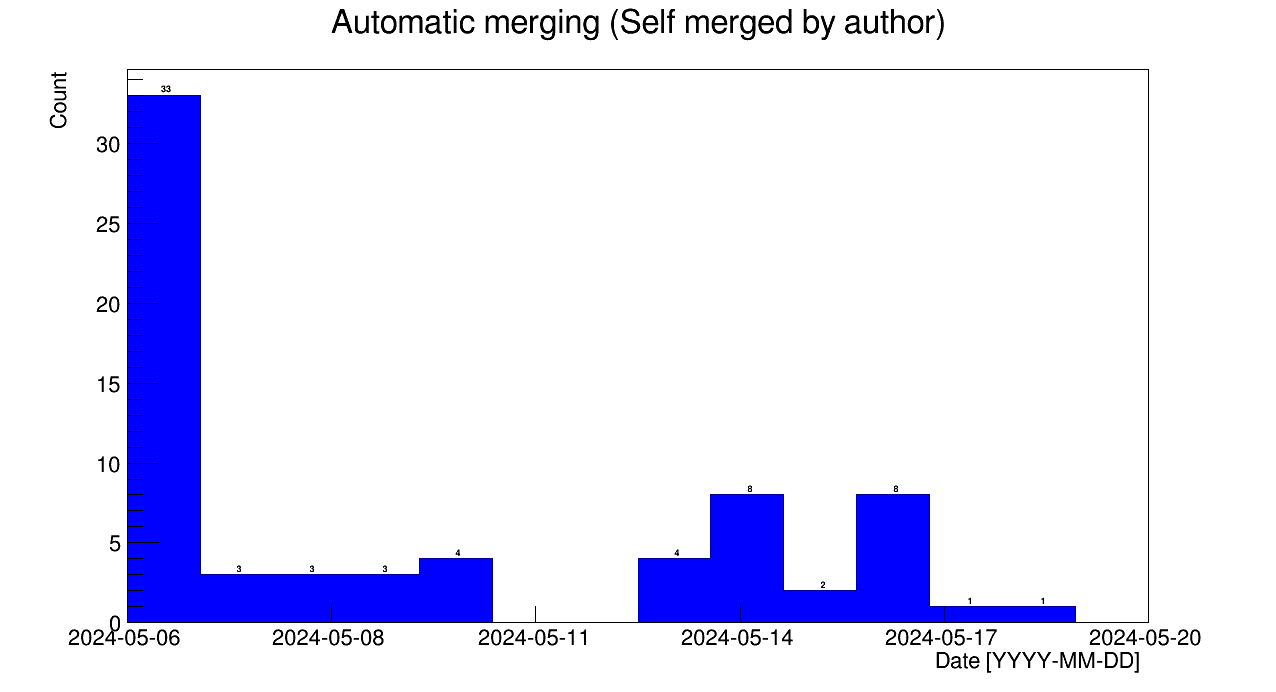 Automatic merging (Self merged by author)
Count
33
30
25
20
15
10
8 8
5
4 4
3 3 3
2
1 1
0
2024-05-06 2024-05-08 2024-05-11 2024-05-14 2024-05-17 2024-05-20
Date [YYYY-MM-DD]